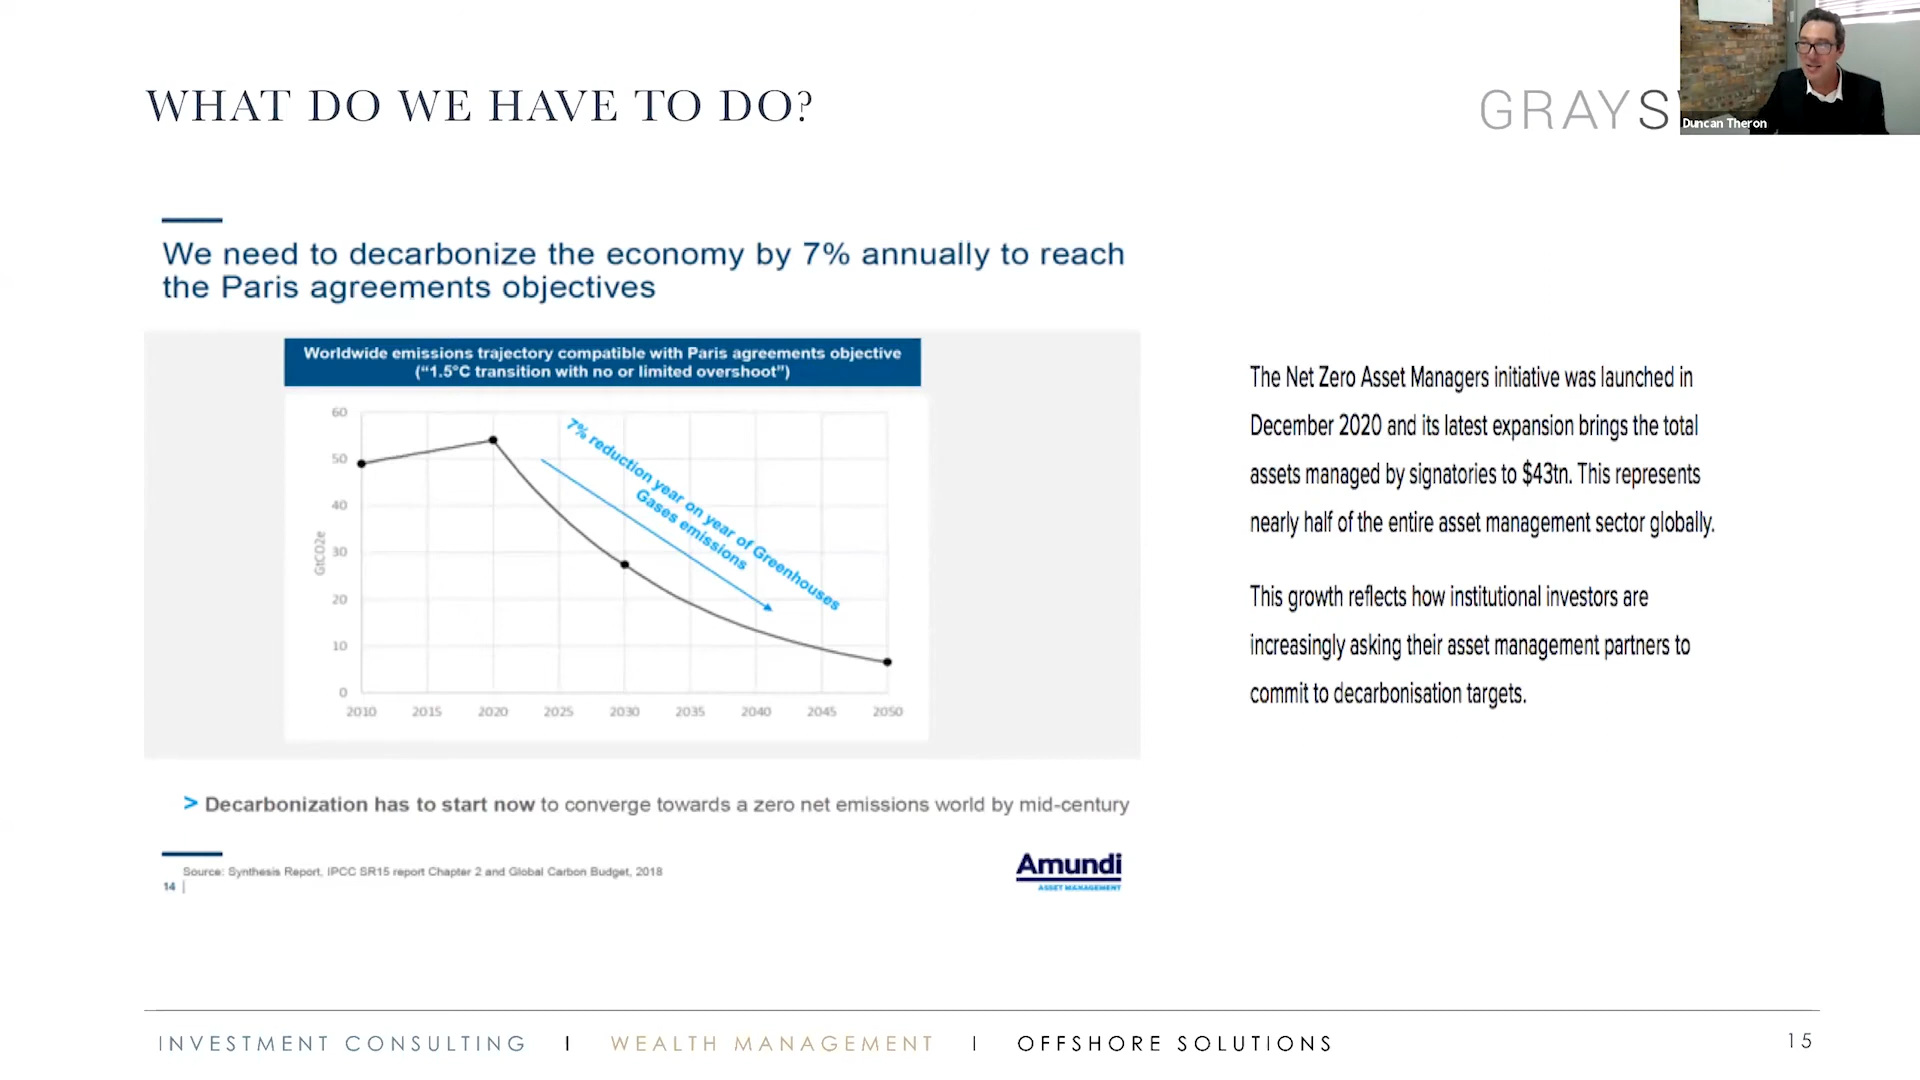 WHAT DO WE HAVE TO DO?
GRAYS
Duncan Theron
We need to decarbonize the economy by 7% annually to reach
the Paris agreements objectives
Worldwide emissions trajectory compatible with Paris agreements objective
(“1.5°C transition with no or limited overshoot”)
60
50
40
30
20
10
0
GtCO2e
7% reduction year on year of Greenhouses
Gases emissions
2010 2015 2020 2025 2030 2035 2040 2045 2050
> Decarbonization has to start now to converge towards a zero net emissions world by mid-century
Source: Synthesis Report, IPCC SR15 report Chapter 2 and Global Carbon Budget, 2018
14 |
Amundi
ASSET MANAGEMENT
The Net Zero Asset Managers initiative was launched in
December 2020 and its latest expansion brings the total
assets managed by signatories to $43tn. This represents
nearly half of the entire asset management sector globally.
This growth reflects how institutional investors are
increasingly asking their asset management partners to
commit to decarbonisation targets.
INVESTMENT CONSULTING | WEALTH MANAGEMENT | OFFSHORE SOLUTIONS
15